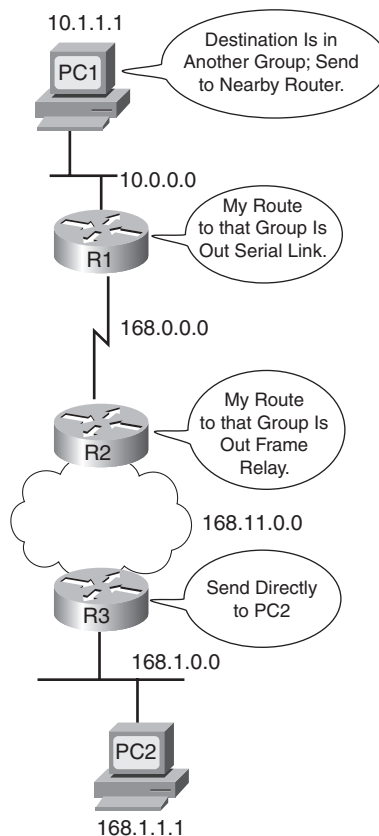 10.1.1.1
PC1
Destination Is in
Another Group; Send
to Nearby Router.
10.0.0.0
R1
My Route
to that Group Is
Out Serial Link.
168.0.0.0
R2
My Route
to that Group Is
Out Frame
Relay.
168.11.0.0
R3
Send Directly
to PC2
168.1.0.0
PC2
168.1.1.1